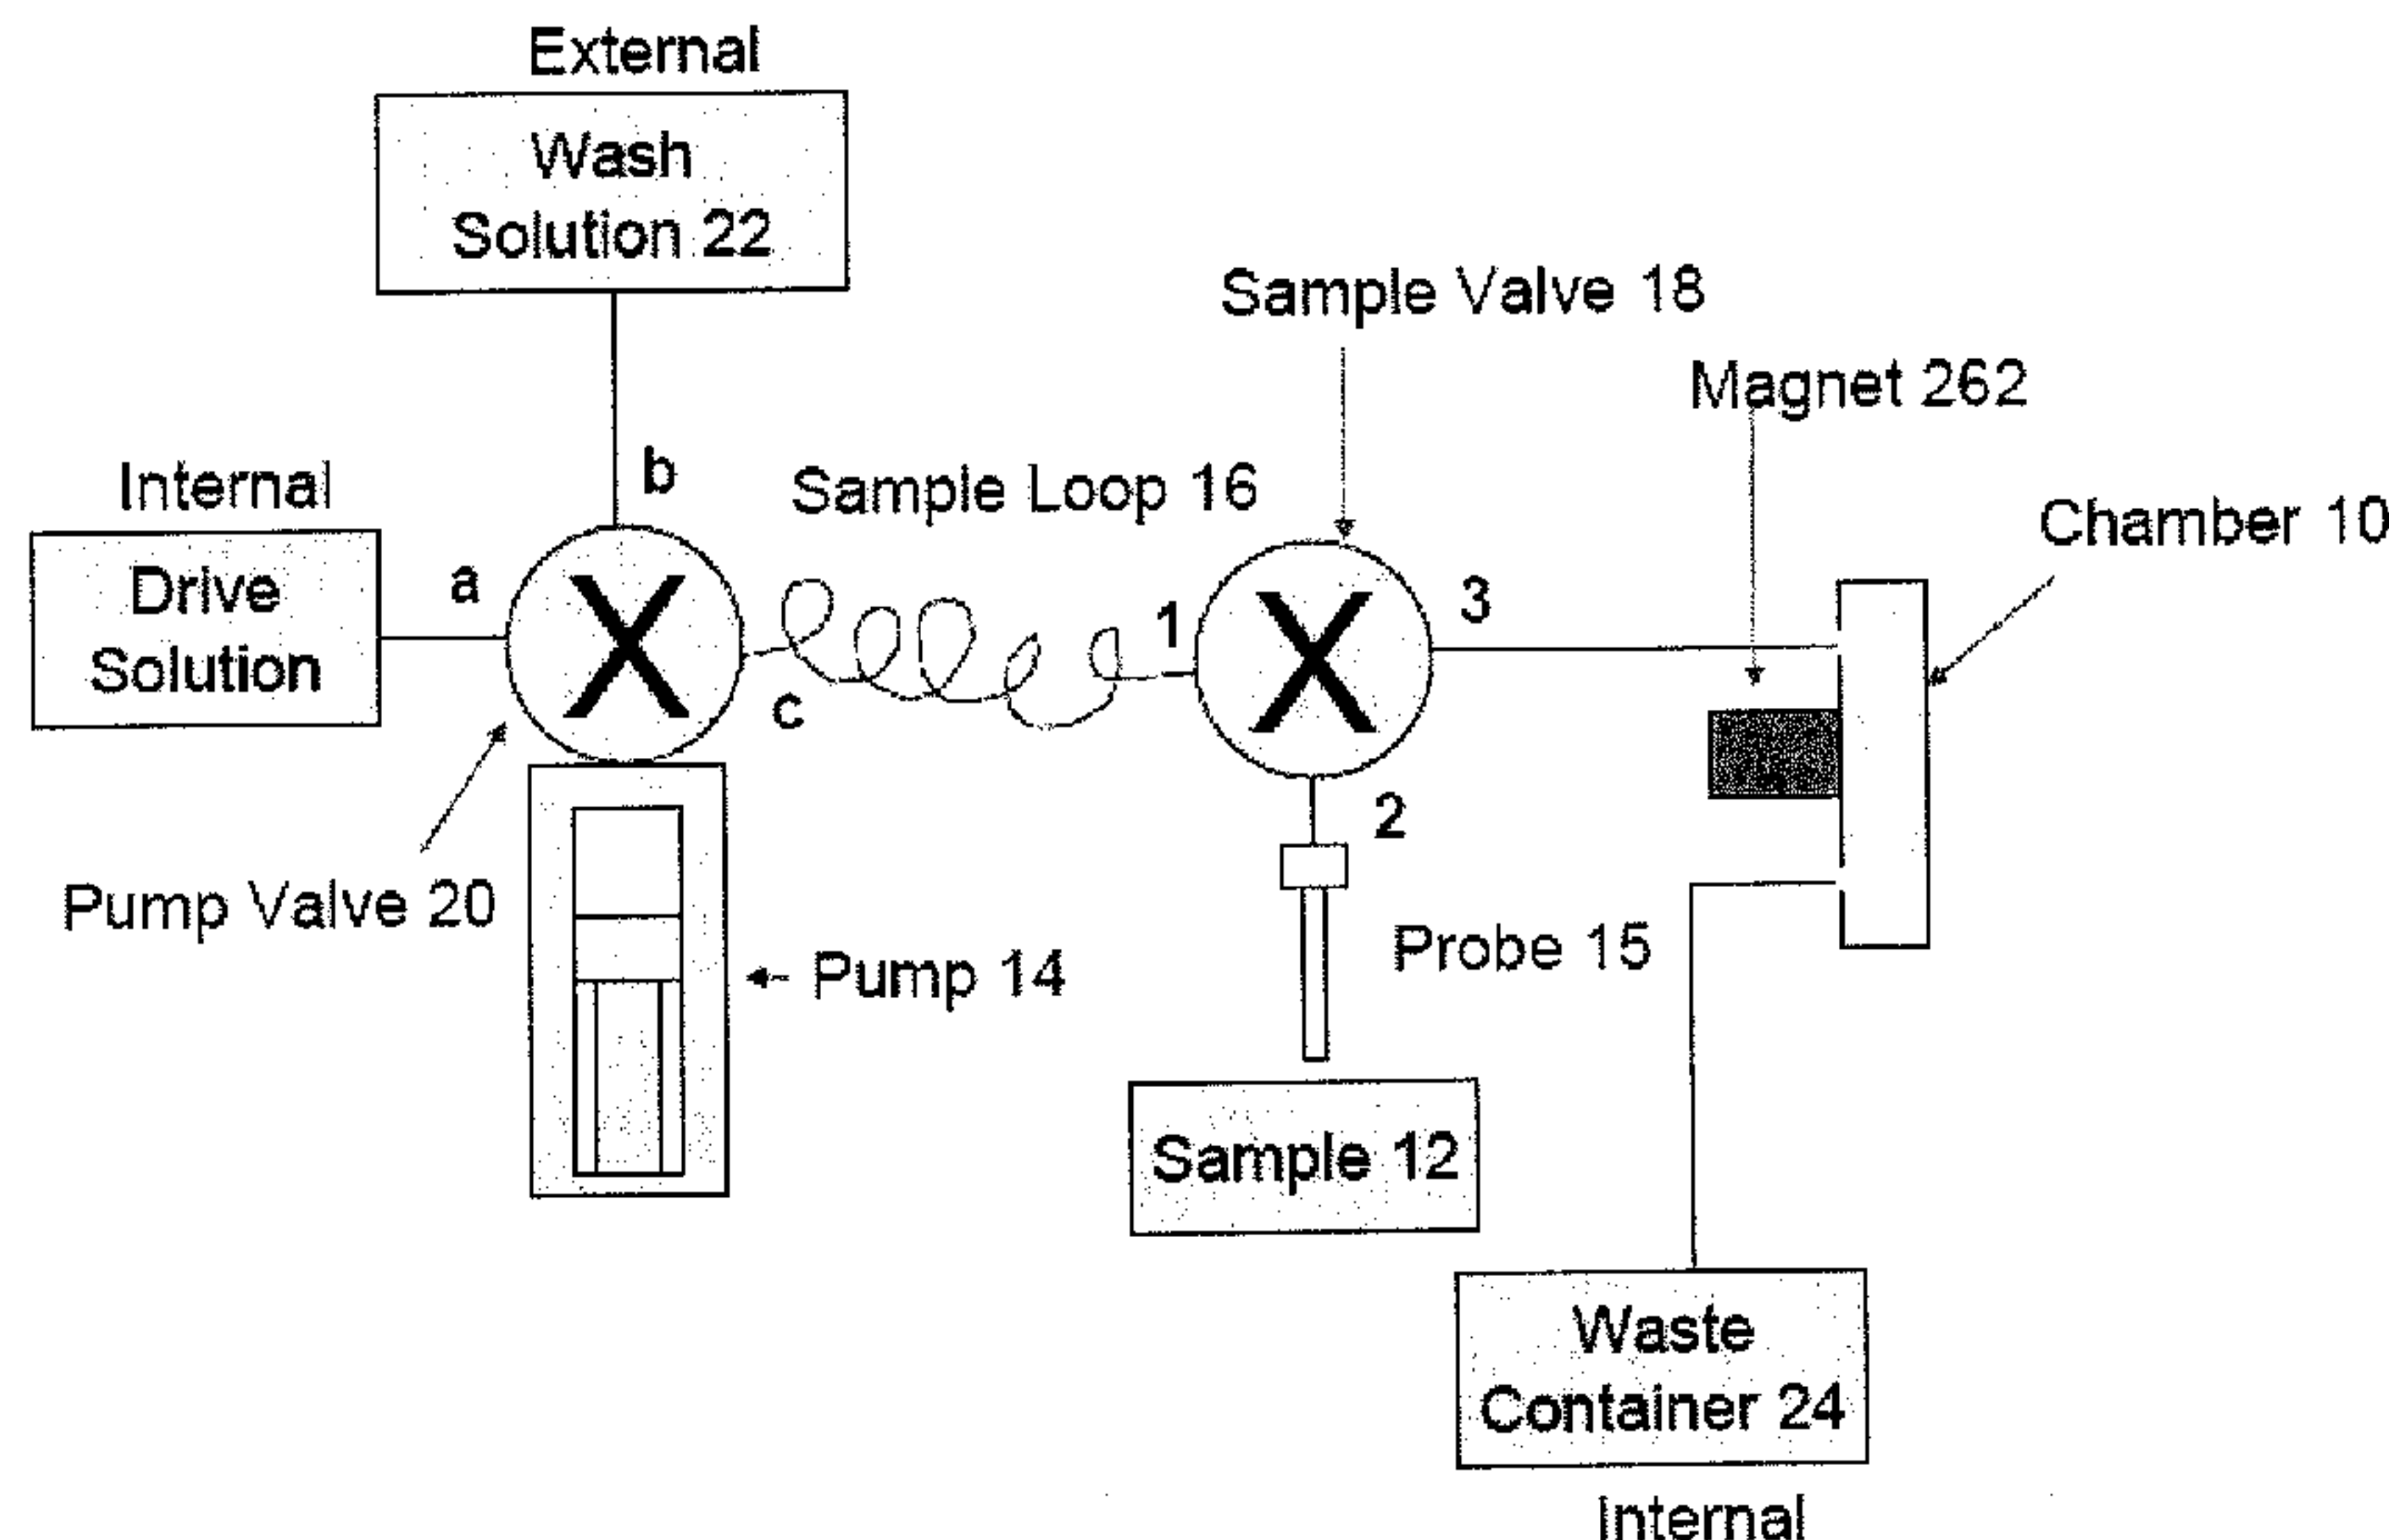 External
Wash
Solution 22
Sample Valve 18
Magnet 262
Internal
b
Sample Loop 16
Chamber 10
Drive
Solution
a
c
1
3
2
Pump Valve 20
Pump 14
Probe 15
Sample 12
Waste
Container 24
Internal